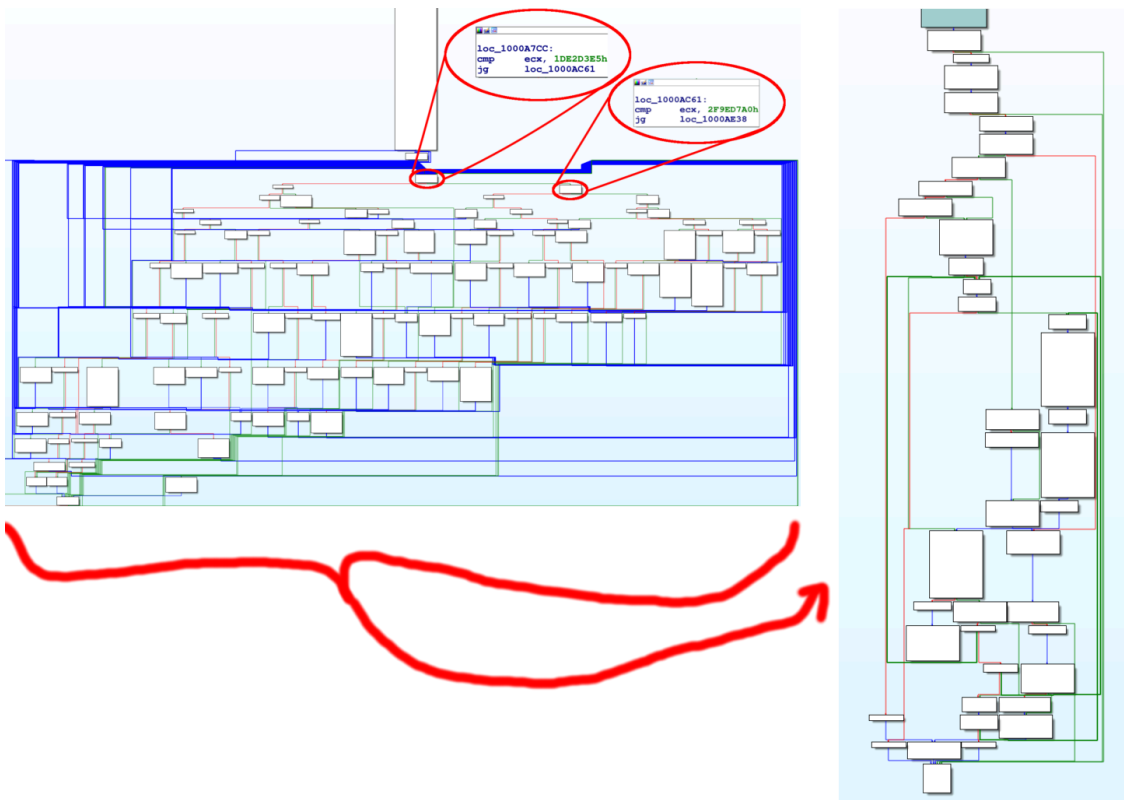 loc_1000A7CC:
cmp ecx, 1DE2D3E5h
jg loc_1000AC61
loc_1000AC61:
cmp ecx, 2F9ED7A0h
jg loc_1000AE38